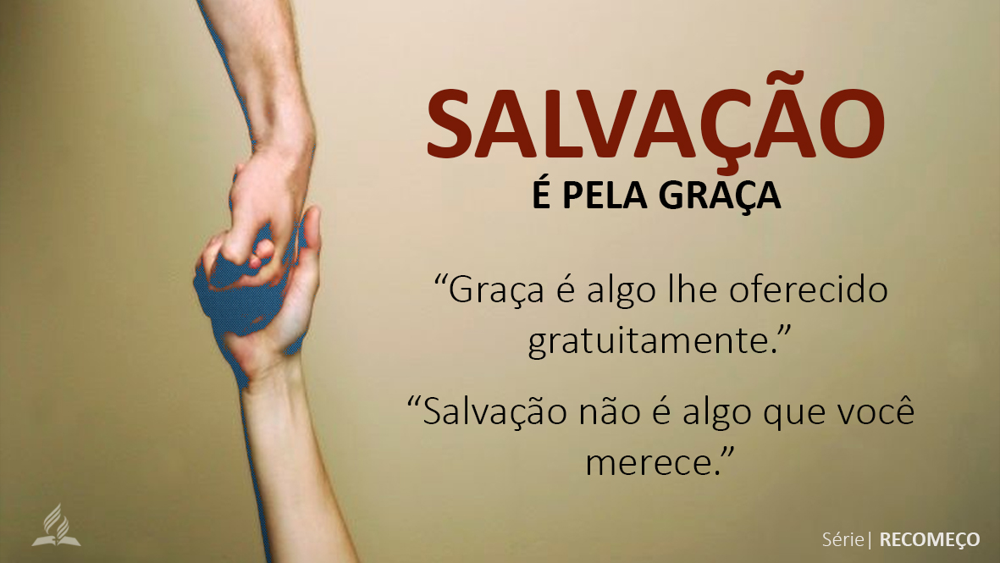 SALVAÇÃO
É PELA GRAÇA
“Graça é algo lhe oferecido
gratuitamente.”
“Salvação não é algo que você
merece.”
Série| RECOMEÇO